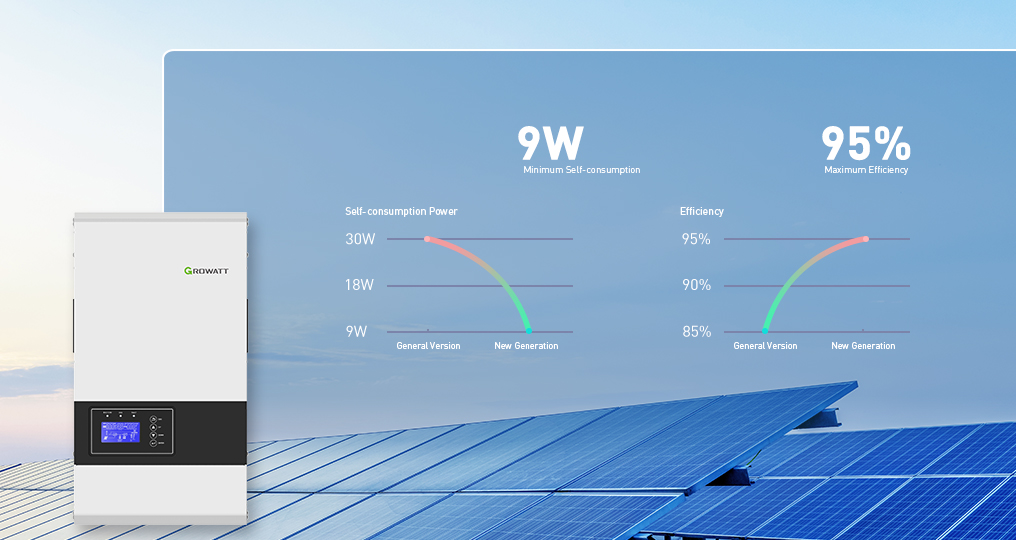 9W
Minimum Self-consumption
95%
Maximum Efficiency
Self-consumption Power
30W
18W
9W
General Version
New Generation
Efficiency
95%
90%
85%
General Version
New Generation
GROWATT